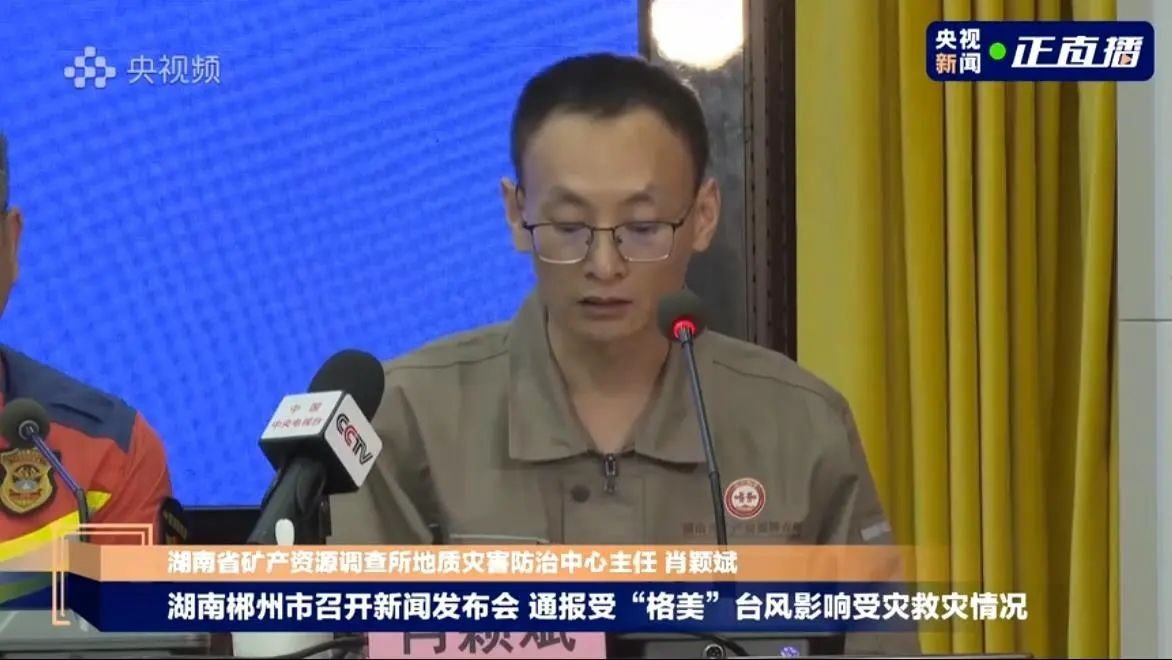 央视频
央视
新闻
正直播
中国
中央电视台
CCTV
湖南省矿产资源调查所地质灾害防治中心主任 肖颖斌
湖南郴州市召开新闻发布会 通报受“格美”台风影响受灾救灾情况
肖颖斌